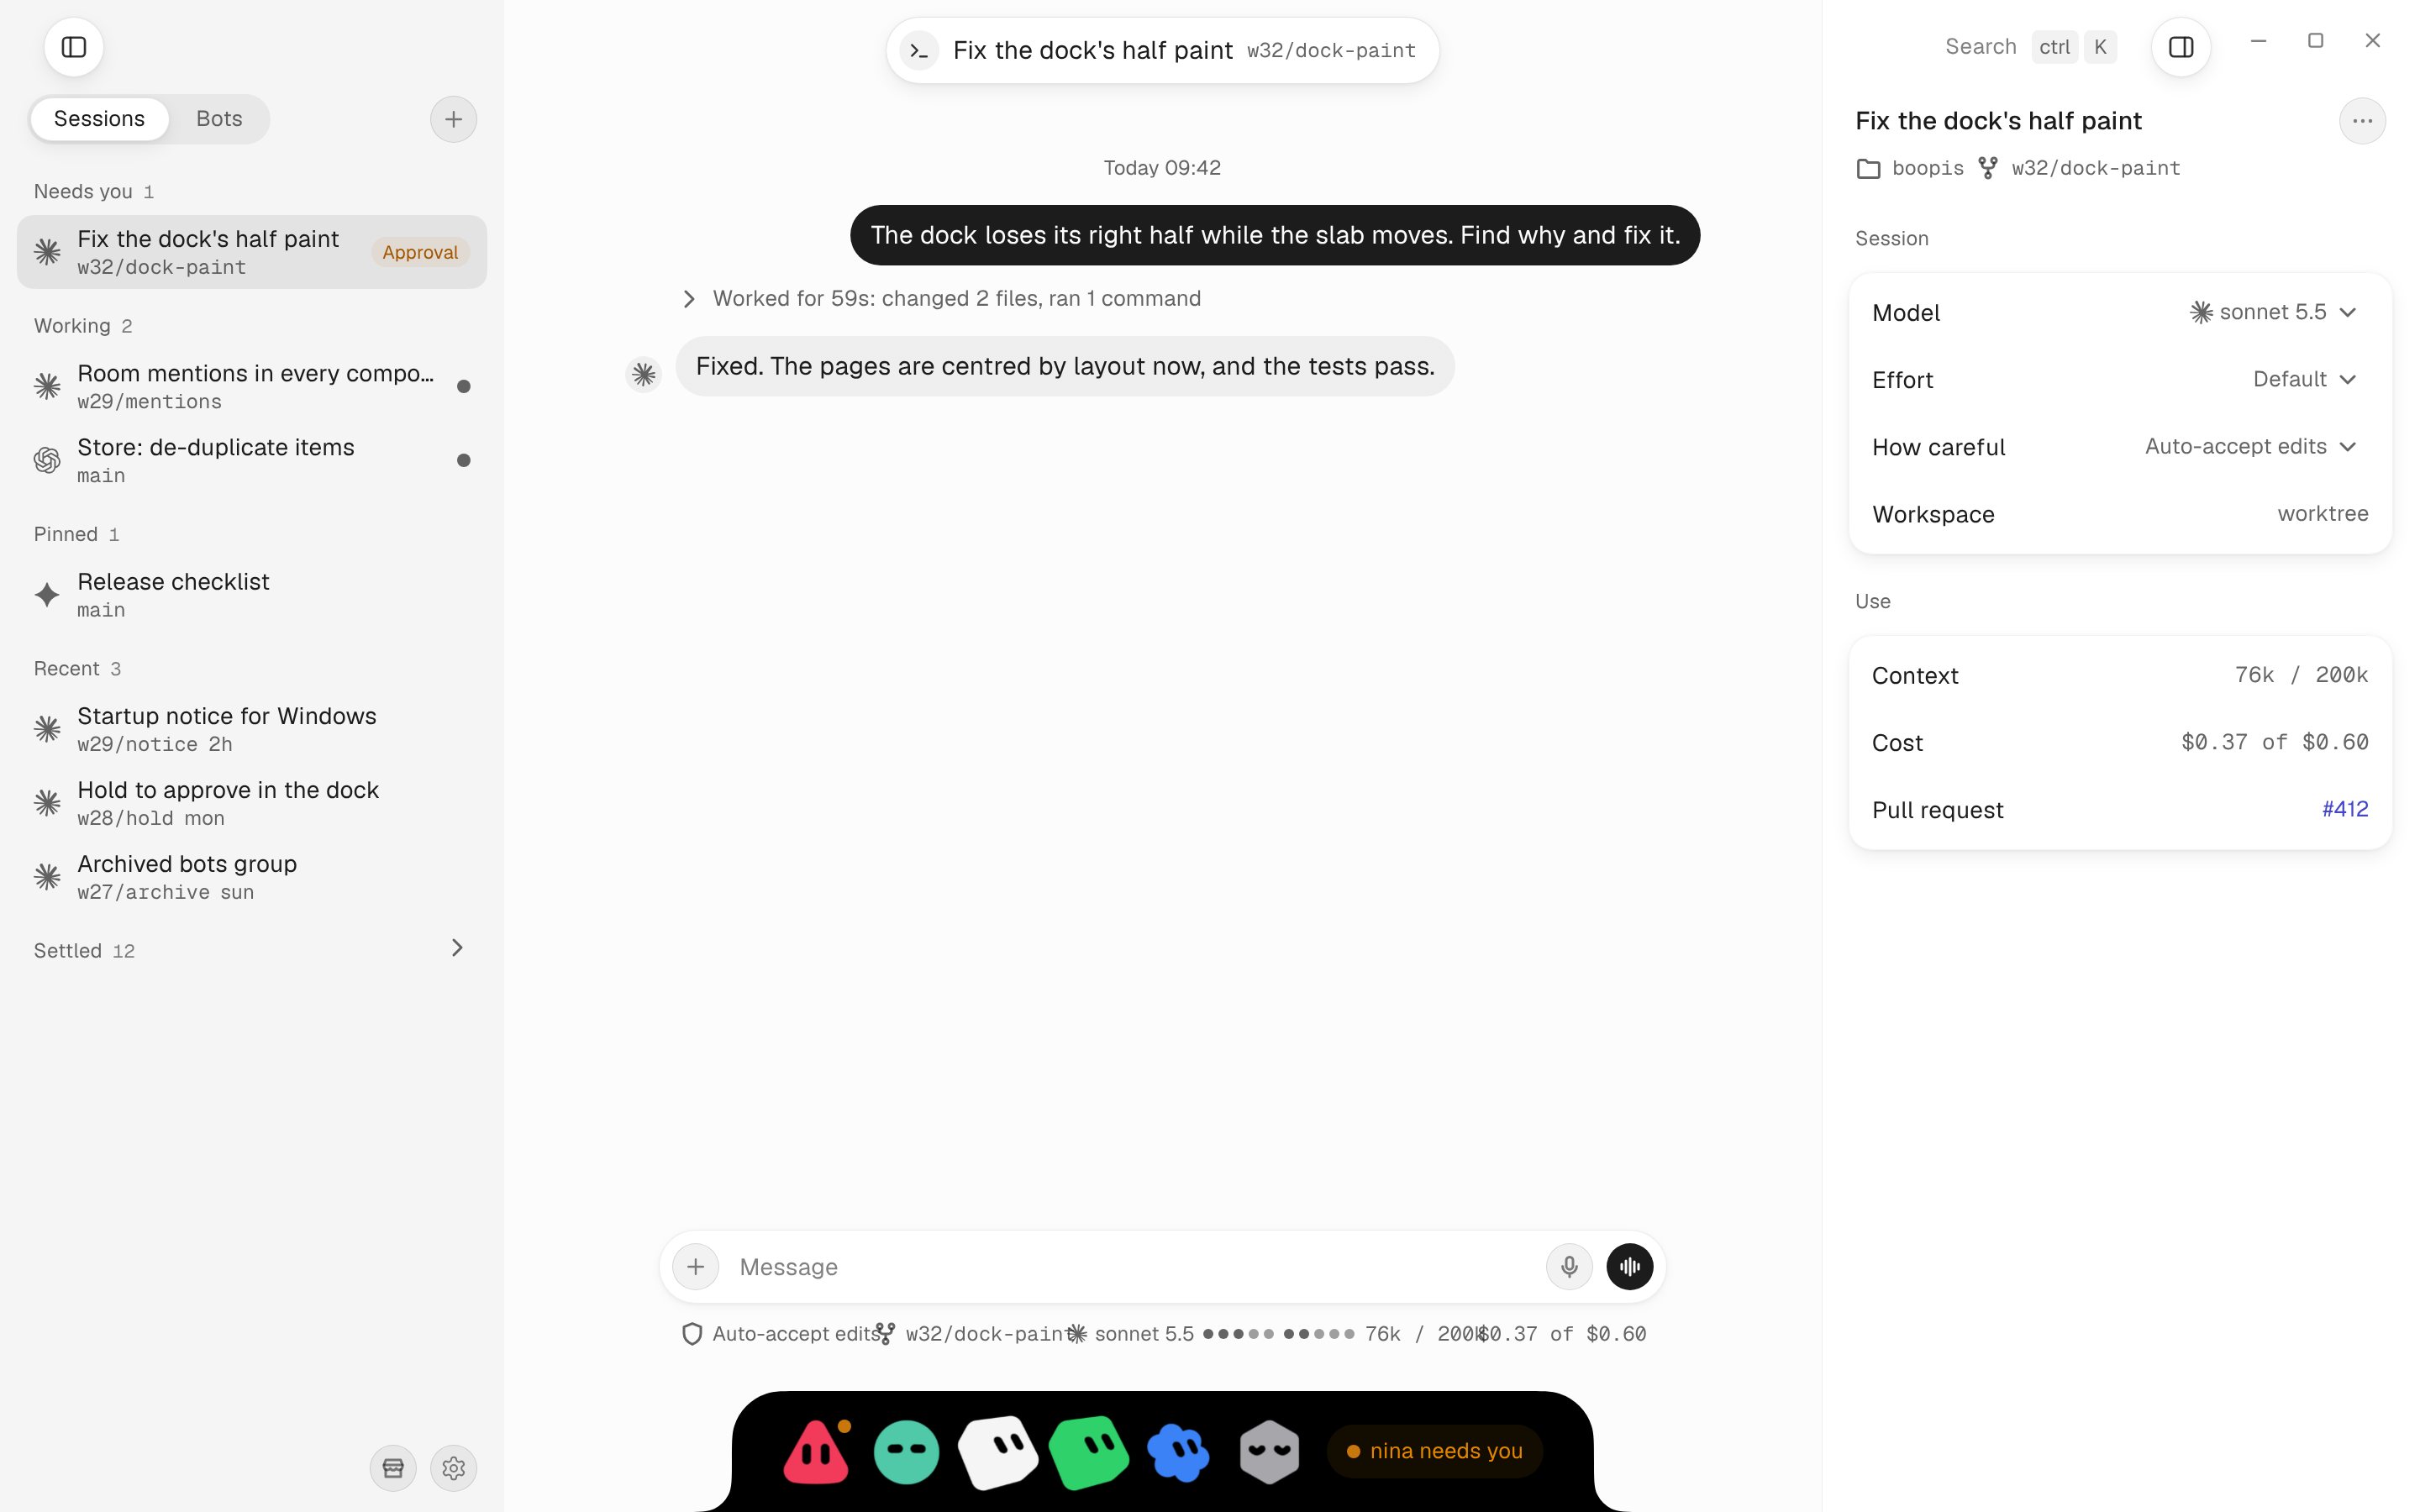 Fix the dock's half paint w32/dock-paint
Search ctrl K
Sessions Bots
Needs you 1
Fix the dock's half paint
w32/dock-paint
Approval
Working 2
Room mentions in every compo…
w29/mentions
Store: de-duplicate items
main
Pinned 1
Release checklist
main
Recent 3
Startup notice for Windows
w29/notice 2h
Hold to approve in the dock
w28/hold mon
Archived bots group
w27/archive sun
Settled 12
Today 09:42
The dock loses its right half while the slab moves. Find why and fix it.
Worked for 59s: changed 2 files, ran 1 command
Fixed. The pages are centred by layout now, and the tests pass.
Message
Auto-accept edits w32/dock-paint sonnet 5.5 76k / 200k $0.37 of $0.60
nina needs you
Fix the dock's half paint
boopis w32/dock-paint
Session
Model sonnet 5.5
Effort Default
How careful Auto-accept edits
Workspace worktree
Use
Context 76k / 200k
Cost $0.37 of $0.60
Pull request #412